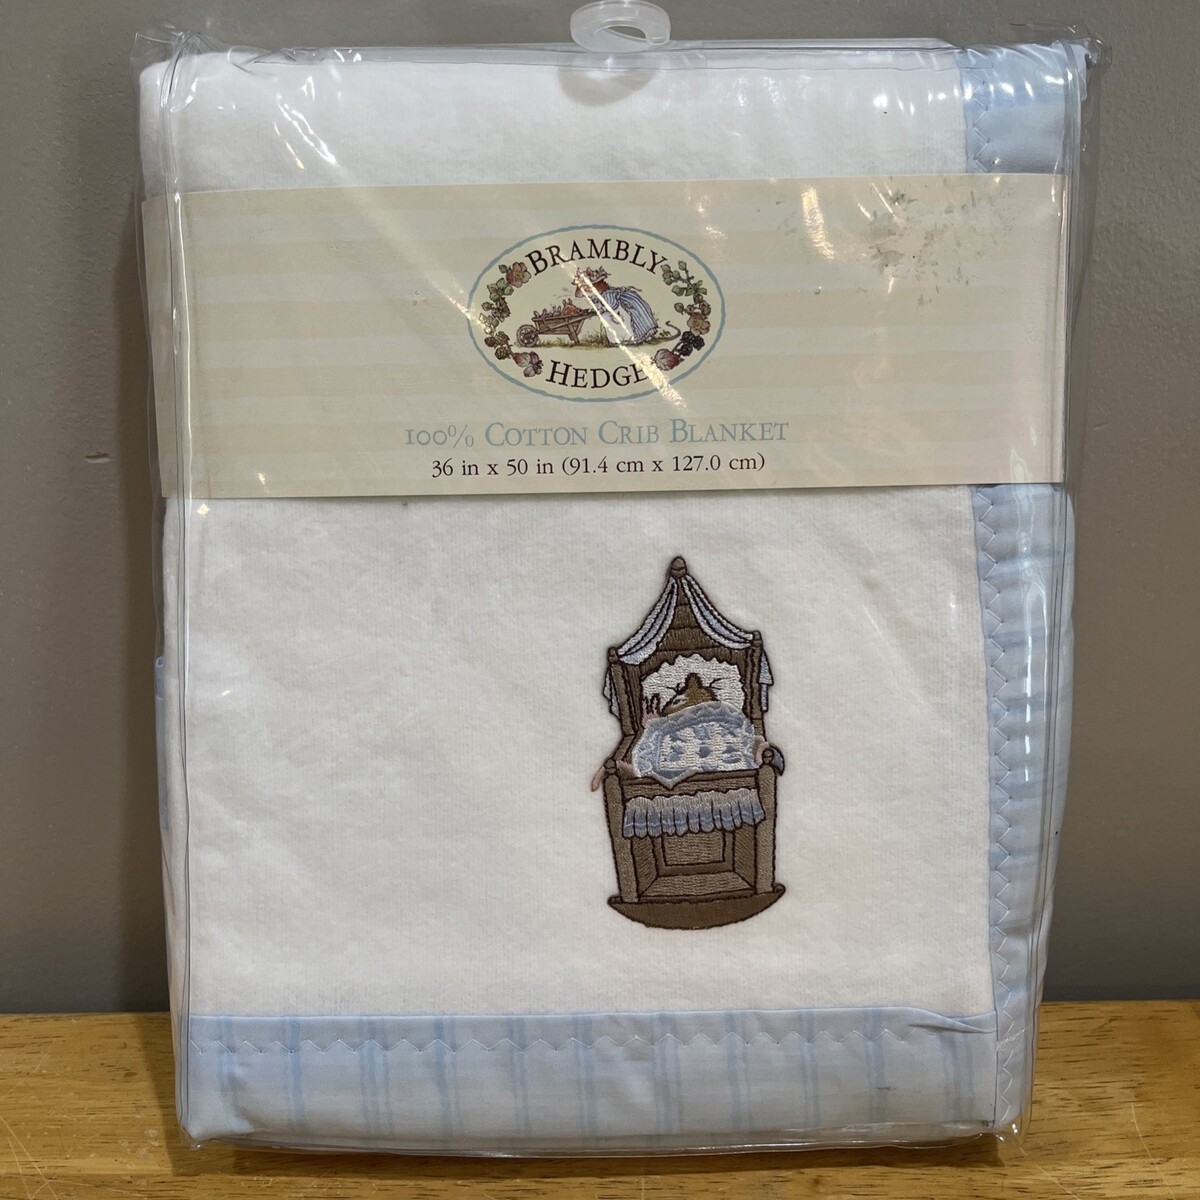 BRAMBLY
HEDGE
100% COTTON CRIB BLANKET
36 in x 50 in (91.4 cm x 127.0 cm)